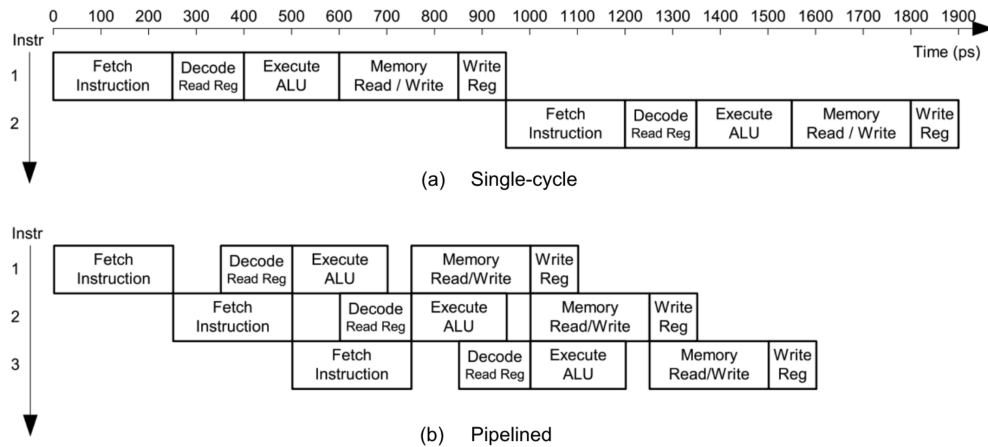 0 100 200 300 400 500 600 700 800 900 1000 1100 1200 1300 1400 1500 1600 1700 1800 1900
Instr
Time (ps)
1
Fetch
Instruction
Decode
Read Reg
Execute
ALU
Memory
Read / Write
Write
Reg
2
Fetch
Instruction
Decode
Read Reg
Execute
ALU
Memory
Read / Write
Write
Reg
(a) Single-cycle
Instr
1
Fetch
Instruction
Decode
Read Reg
Execute
ALU
Memory
Read/Write
Write
Reg
2
Fetch
Instruction
Decode
Read Reg
Execute
ALU
Memory
Read/Write
Write
Reg
3
Fetch
Instruction
Decode
Read Reg
Execute
ALU
Memory
Read/Write
Write
Reg
(b) Pipelined